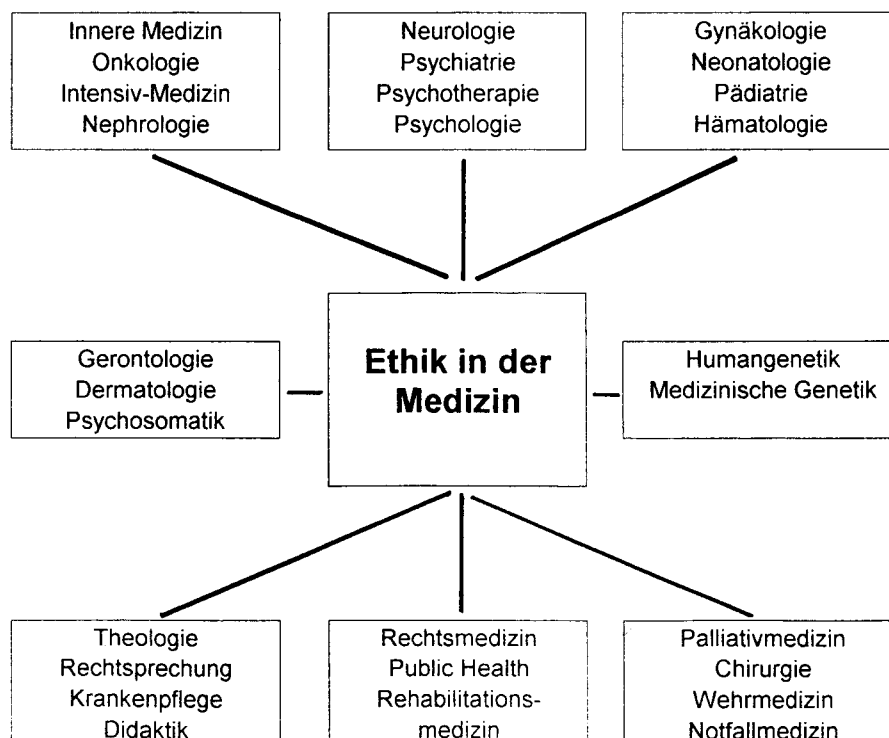 Innere Medizin
Onkologie
Intensiv-Medizin
Nephrologie
Neurologie
Psychiatrie
Psychotherapie
Psychologie
Gynäkologie
Neonatologie
Pädiatrie
Hämatologie
Gerontologie
Dermatologie
Psychosomatik
Ethik in der
Medizin
Humangenetik
Medizinische Genetik
Theologie
Rechtsprechung
Krankenpflege
Didaktik
Rechtsmedizin
Public Health
Rehabilitations-
medizin
Palliativmedizin
Chirurgie
Wehrmedizin
Notfallmedizin